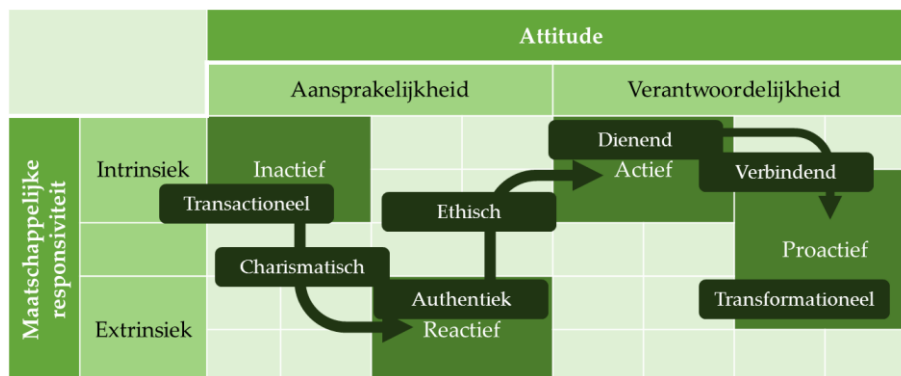 Attitude
Aansprakelijkheid
Verantwoordelijkheid
Maatschappelijke
responsiviteit
Intrinsiek
Extrinsiek
Inactief
Transactioneel
Charismatisch
Authentiek
Reactief
Ethisch
Dienend
Actief
Verbindend
Proactief
Transformationeel